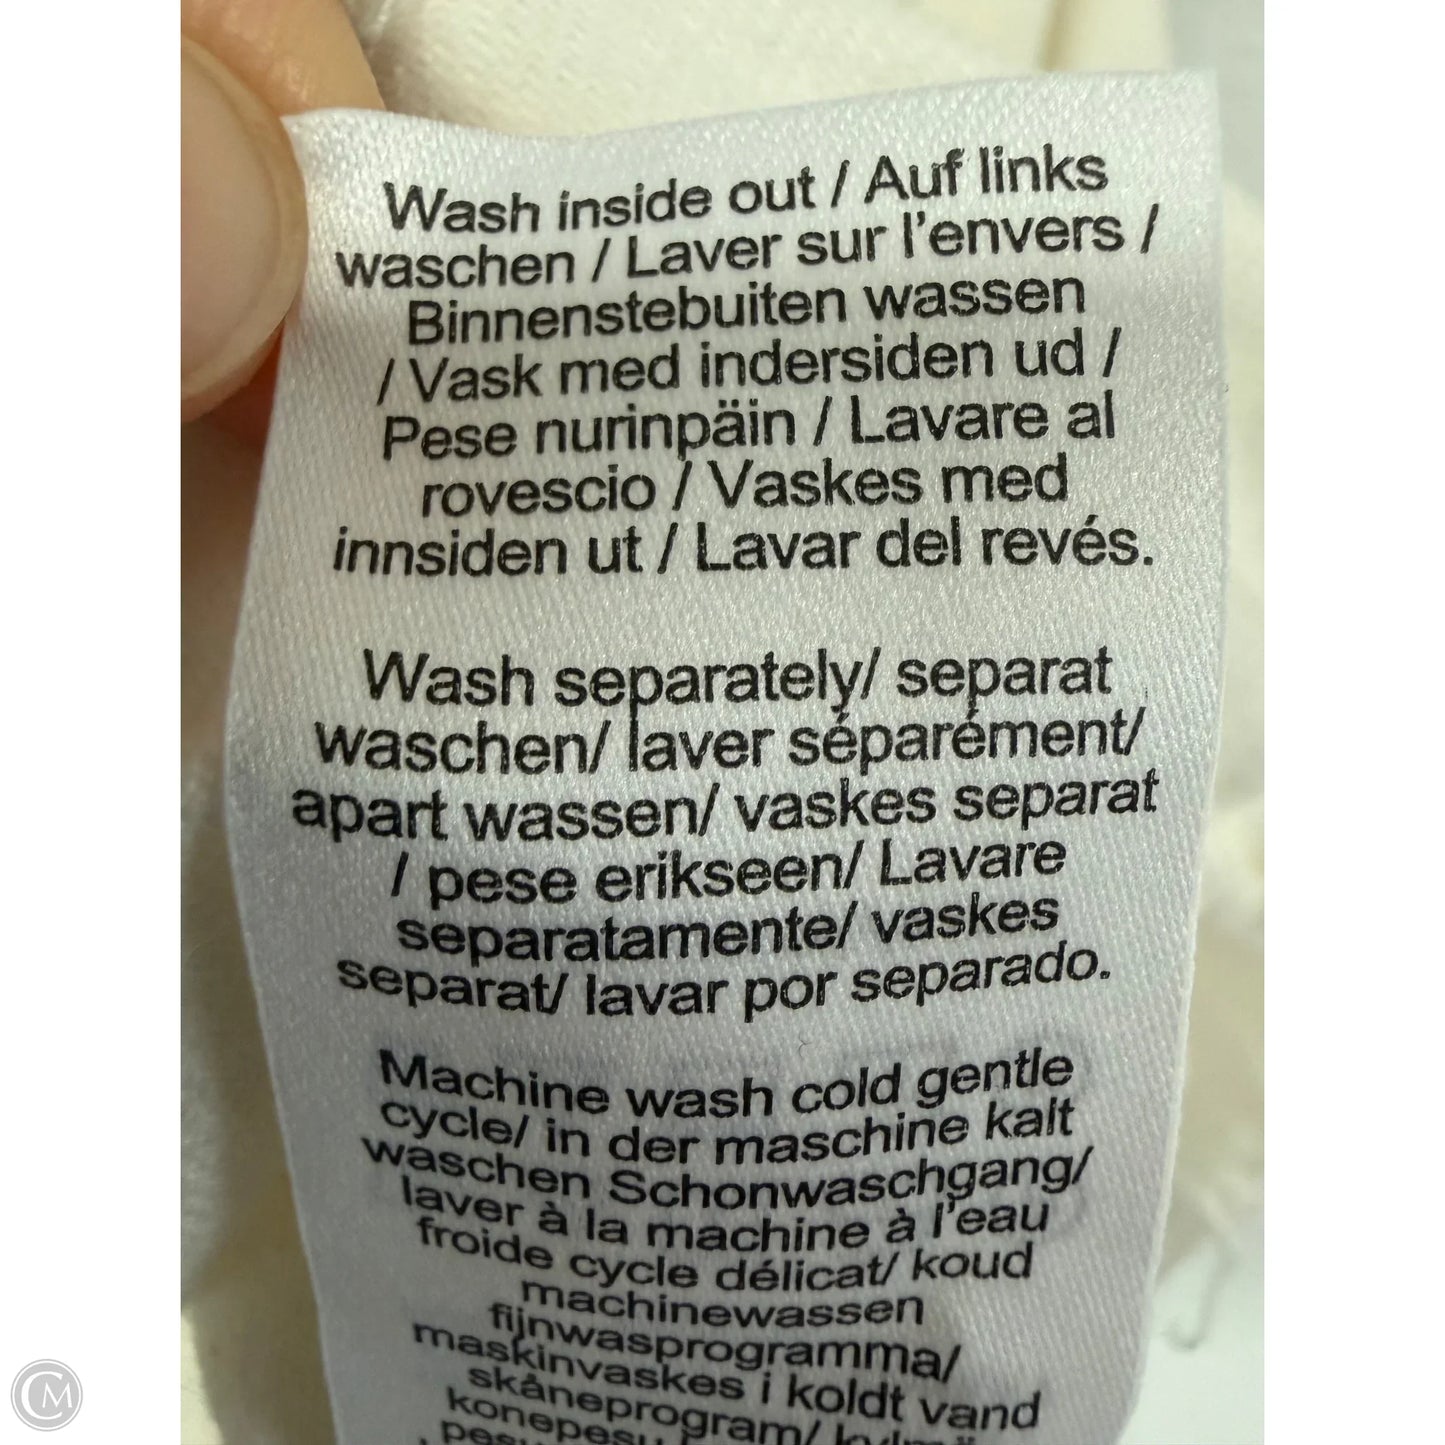 Wash inside out / Auf links
waschen / Laver sur l'envers /
Binnenstebuiten wassen
/ Vask med indersiden ud /
Pese nurinpäin / Lavare al
rovescio / Vaskes med
innsiden ut / Lavar del revés.
Wash separately/ separat
waschen/ laver séparément/
apart wassen/ vaskes separat
/ pese erikseen/ Lavare
separatamente/ vaskes
separat/ lavar por separado.
Machine wash cold gentle
cycle/ in der maschine kalt
waschen Schonwaschgang/
laver à la machine à l'eau
froide cycle délicat/ koud
machinewassen
fijnwasprogramma/
maskinvaskes i koldt vand
skåneprogram/
konepesu
CM